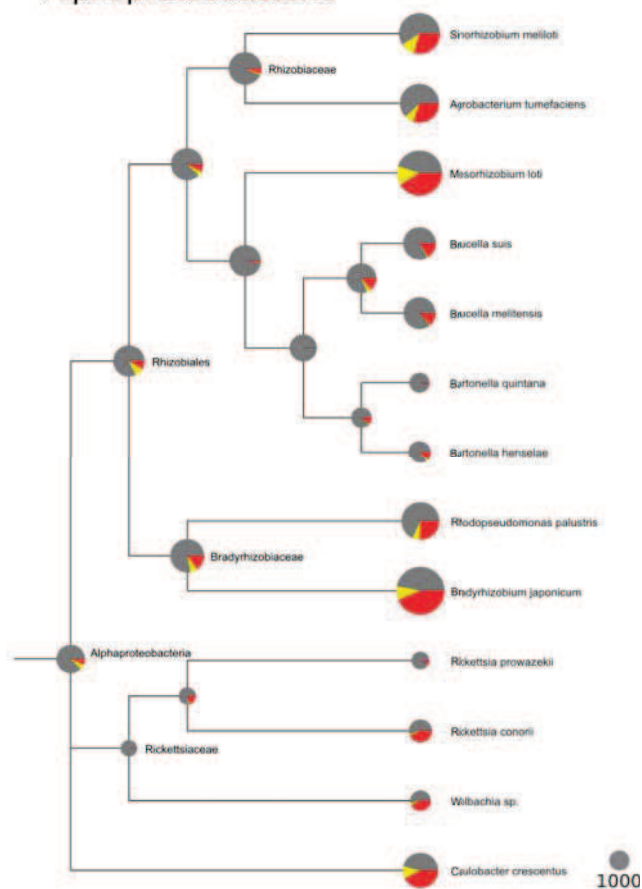 Sinorhizobium meliloti
Rhizobiaceae
Agrobacterium tumefaciens
Mesorhizobium loti
Brucella suis
Brucella melitensis
Rhizobiales
Bartonella quintana
Bartonella henselae
Rhodopseudomonas palustris
Bradyrhizobiaceae
Bradyrhizobium japonicum
Alphaproteobacteria
Rickettsia prowazekii
Rickettsia conorii
Rickettsiaceae
Wolbachia sp.
Caulobacter crescentus
1000